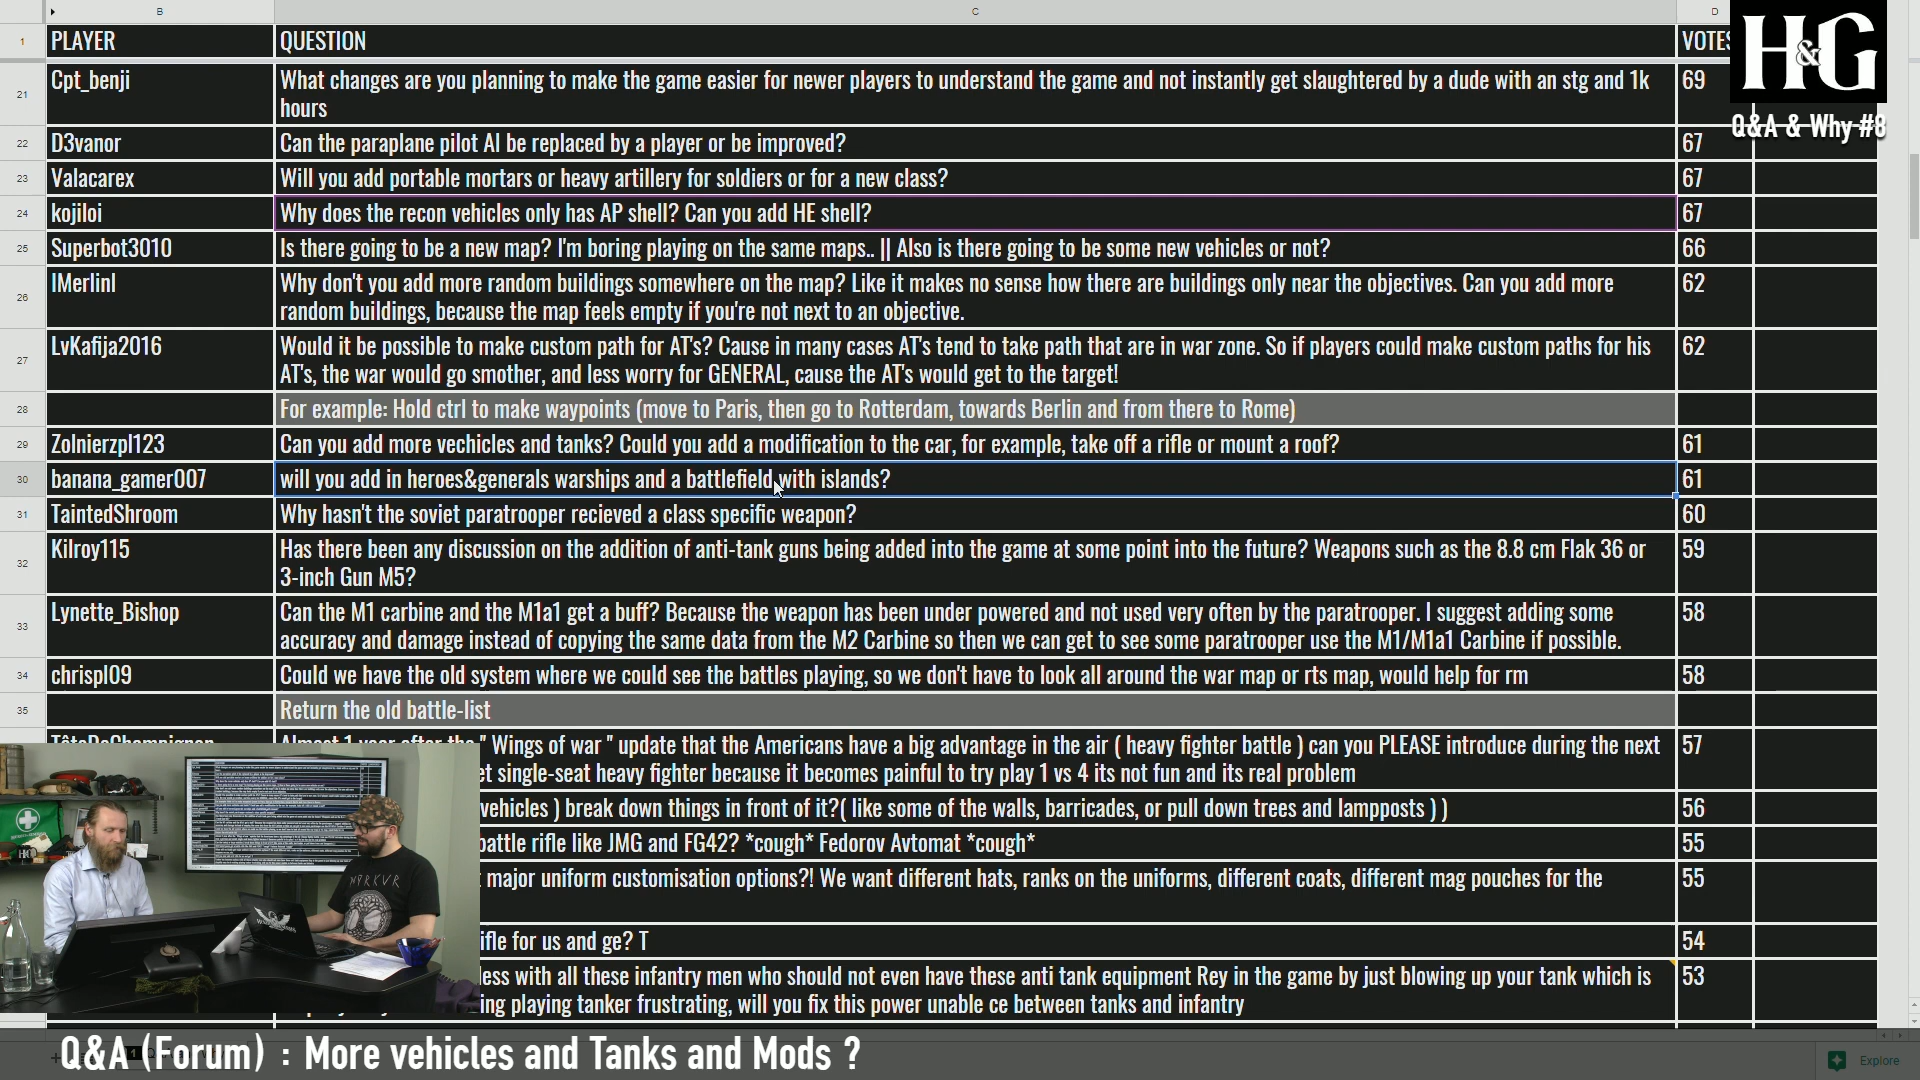 B
C
D
1
PLAYER
QUESTION
VOTES
H&G
Q&A & Why #8
21
Cpt_benji
What changes are you planning to make the game easier for newer players to understand the game and not instantly get slaughtered by a dude with an stg and 1k
hours
69
22
D3vanor
Can the paraplane pilot AI be replaced by a player or be improved?
67
23
Valacarex
Will you add portable mortars or heavy artillery for soldiers or for a new class?
67
24
kojiloi
Why does the recon vehicles only has AP shell? Can you add HE shell?
67
25
Superbot3010
Is there going to be a new map? I'm boring playing on the same maps.. || Also is there going to be some new vehicles or not?
66
26
IMerlinI
Why don't you add more random buildings somewhere on the map? Like it makes no sense how there are buildings only near the objectives. Can you add more
random buildings, because the map feels empty if you're not next to an objective.
62
27
LvKafija2016
Would it be possible to make custom path for AT's? Cause in many cases AT's tend to take path that are in war zone. So if players could make custom paths for his
AT's, the war would go smother, and less worry for GENERAL, cause the AT's would get to the target!
62
28
For example: Hold ctrl to make waypoints (move to Paris, then go to Rotterdam, towards Berlin and from there to Rome)
29
Zolnierzpl123
Can you add more vechicles and tanks? Could you add a modification to the car, for example, take off a rifle or mount a roof?
61
30
banana_gamer007
will you add in heroes&generals warships and a battlefield with islands?
61
31
TaintedShroom
Why hasn't the soviet paratrooper recieved a class specific weapon?
60
32
Kilroy115
Has there been any discussion on the addition of anti-tank guns being added into the game at some point into the future? Weapons such as the 8.8 cm Flak 36 or
3-inch Gun M5?
59
33
Lynette_Bishop
Can the M1 carbine and the M1a1 get a buff? Because the weapon has been under powered and not used very often by the paratrooper. I suggest adding some
accuracy and damage instead of copying the same data from the M2 Carbine so then we can get to see some paratrooper use the M1/M1a1 Carbine if possible.
58
34
chrispl09
Could we have the old system where we could see the battles playing, so we don't have to look all around the war map or rts map, would help for rm
58
35
Return the old battle-list
" Wings of war " update that the Americans have a big advantage in the air ( heavy fighter battle ) can you PLEASE introduce during the next
single-seat heavy fighter because it becomes painful to try play 1 vs 4 its not fun and its real problem
57
vehicles ) break down things in front of it?( like some of the walls, barricades, or pull down trees and lampposts ) )
56
battle rifle like JMG and FG42? *cough* Fedorov Avtomat *cough*
55
major uniform customisation options?! We want different hats, ranks on the uniforms, different coats, different mag pouches for the
55
for us and ge? T
54
with all these infantry men who should not even have these anti tank equipment Rey in the game by just blowing up your tank which is
playing tanker frustrating, will you fix this power unable ce between tanks and infantry
53
Q&A (Forum) : More vehicles and Tanks and Mods ?
Explore